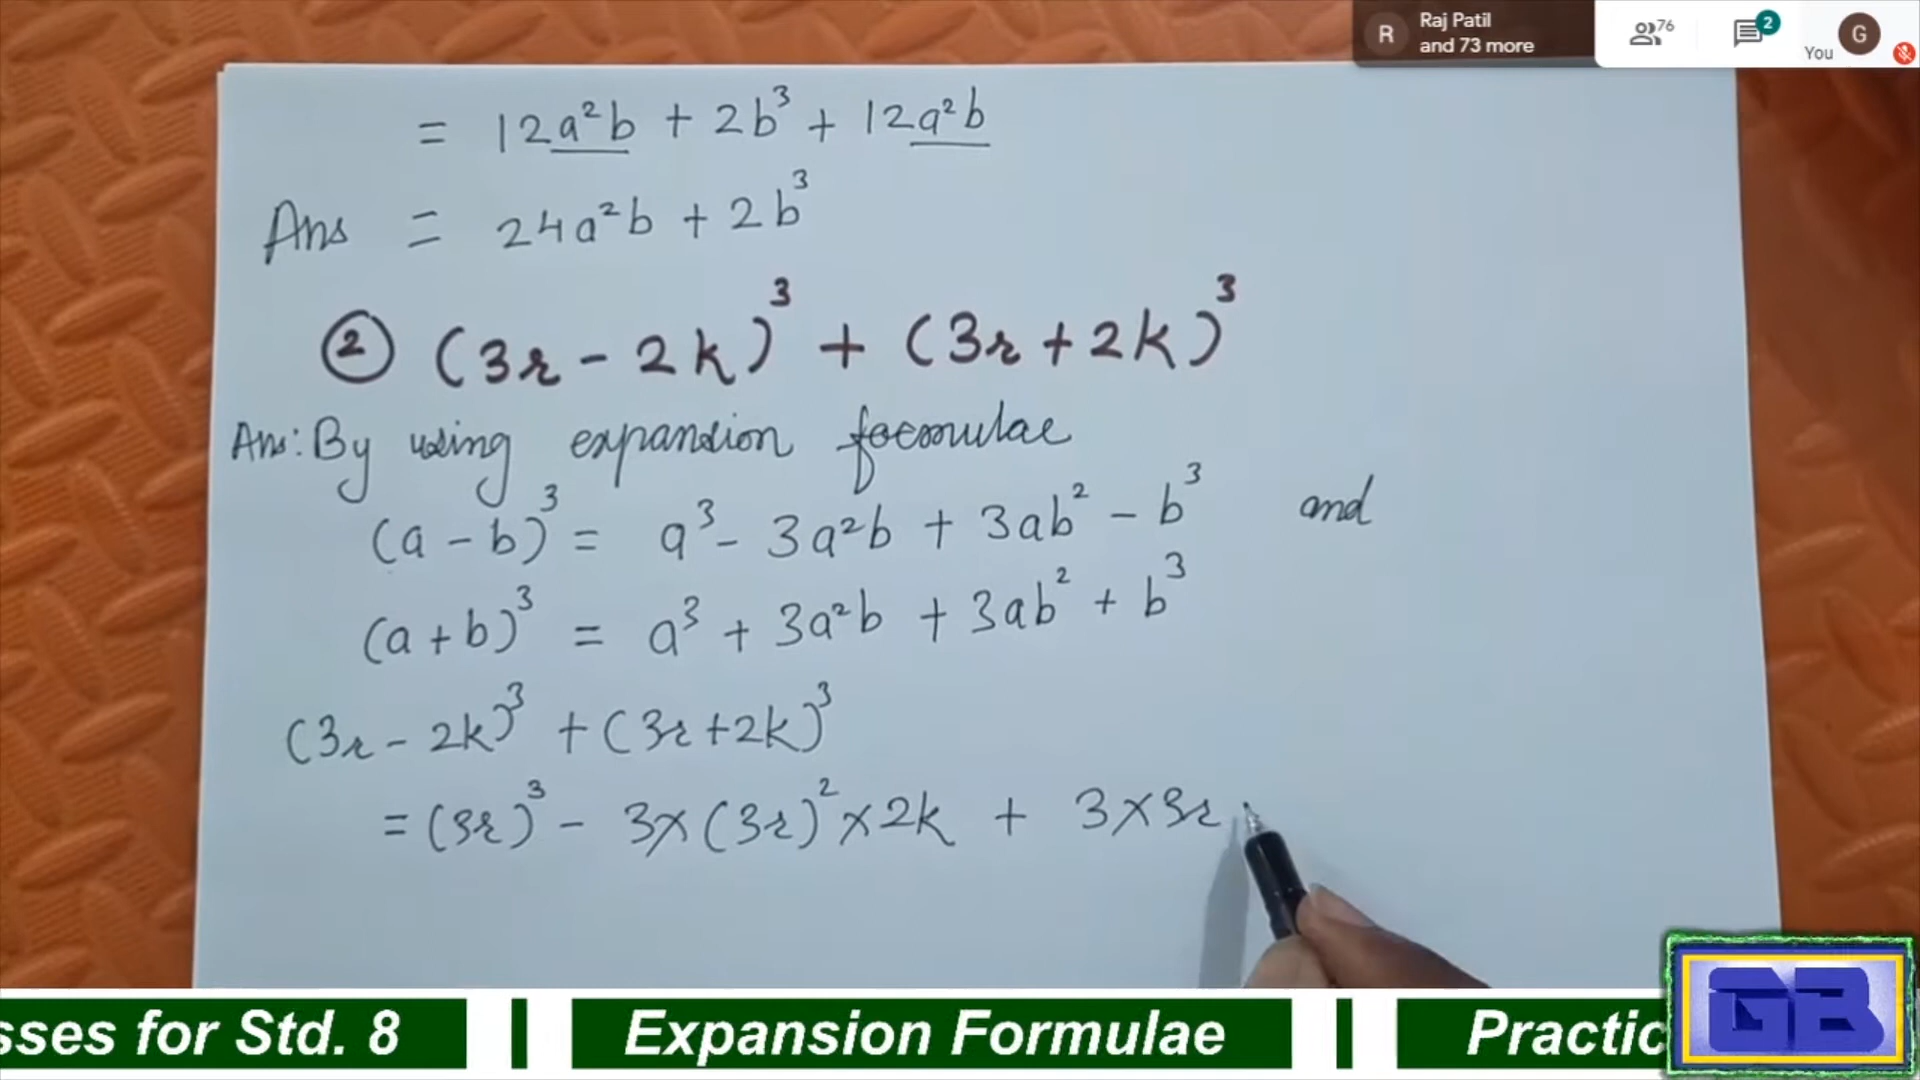 R Raj Patil and 73 more 76 2 You G
= 12a²b + 2b³ + 12a²b
Ans = 24a²b + 2b³
② (3r - 2k)³ + (3r + 2k)³
Ans: By using expansion formulae
(a - b)³ = a³ - 3a²b + 3ab² - b³ and
(a + b)³ = a³ + 3a²b + 3ab² + b³
(3r - 2k)³ + (3r + 2k)³
= (3r)³ - 3×(3r)²×2k + 3×3r
sses for Std. 8 | Expansion Formulae | Practic
GB